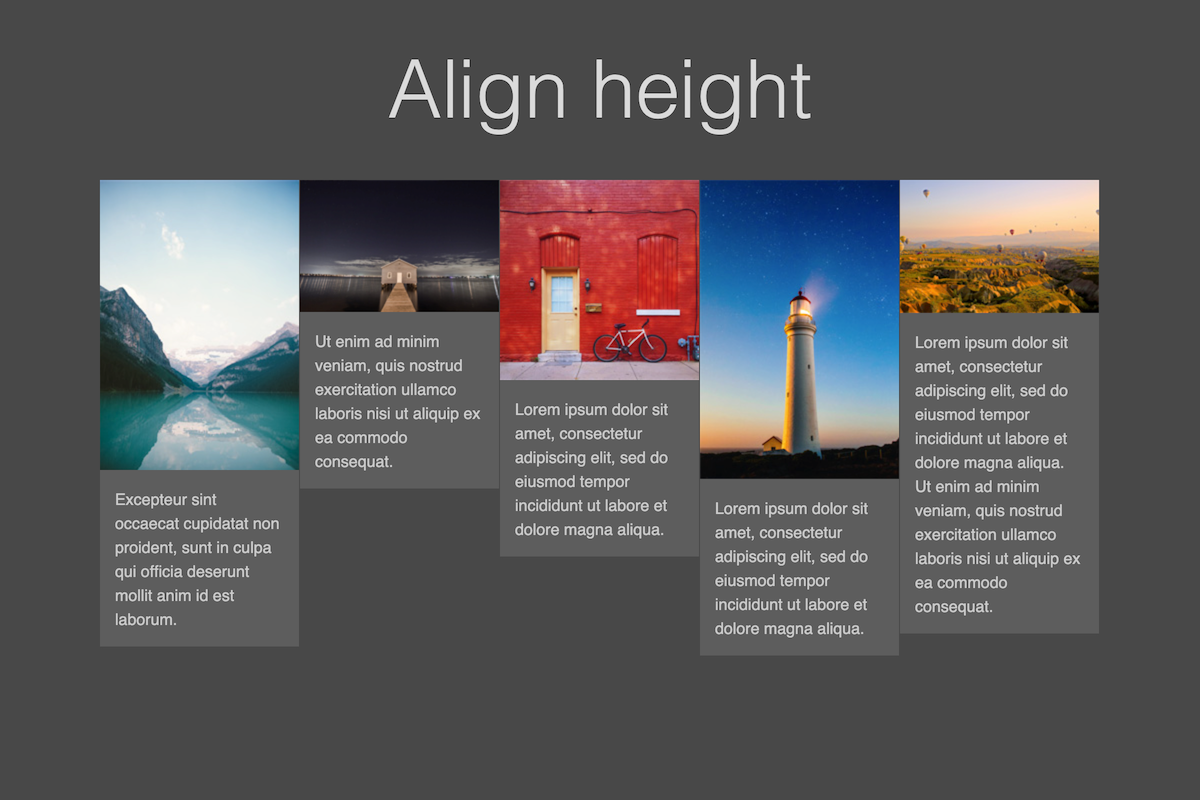 Align height
Excepteur sint
occaecat cupidatat non
proident, sunt in culpa
qui officia deserunt
mollit anim id est
laborum.
Ut enim ad minim
veniam, quis nostrud
exercitation ullamco
laboris nisi ut aliquip ex
ea commodo
consequat.
Lorem ipsum dolor sit
amet, consectetur
adipiscing elit, sed do
eiusmod tempor
incididunt ut labore et
dolore magna aliqua.
Lorem ipsum dolor sit
amet, consectetur
adipiscing elit, sed do
eiusmod tempor
incididunt ut labore et
dolore magna aliqua.
Lorem ipsum dolor sit
amet, consectetur
adipiscing elit, sed do
eiusmod tempor
incididunt ut labore et
dolore magna aliqua.
Ut enim ad minim
veniam, quis nostrud
exercitation ullamco
laboris nisi ut aliquip ex
ea commodo
consequat.